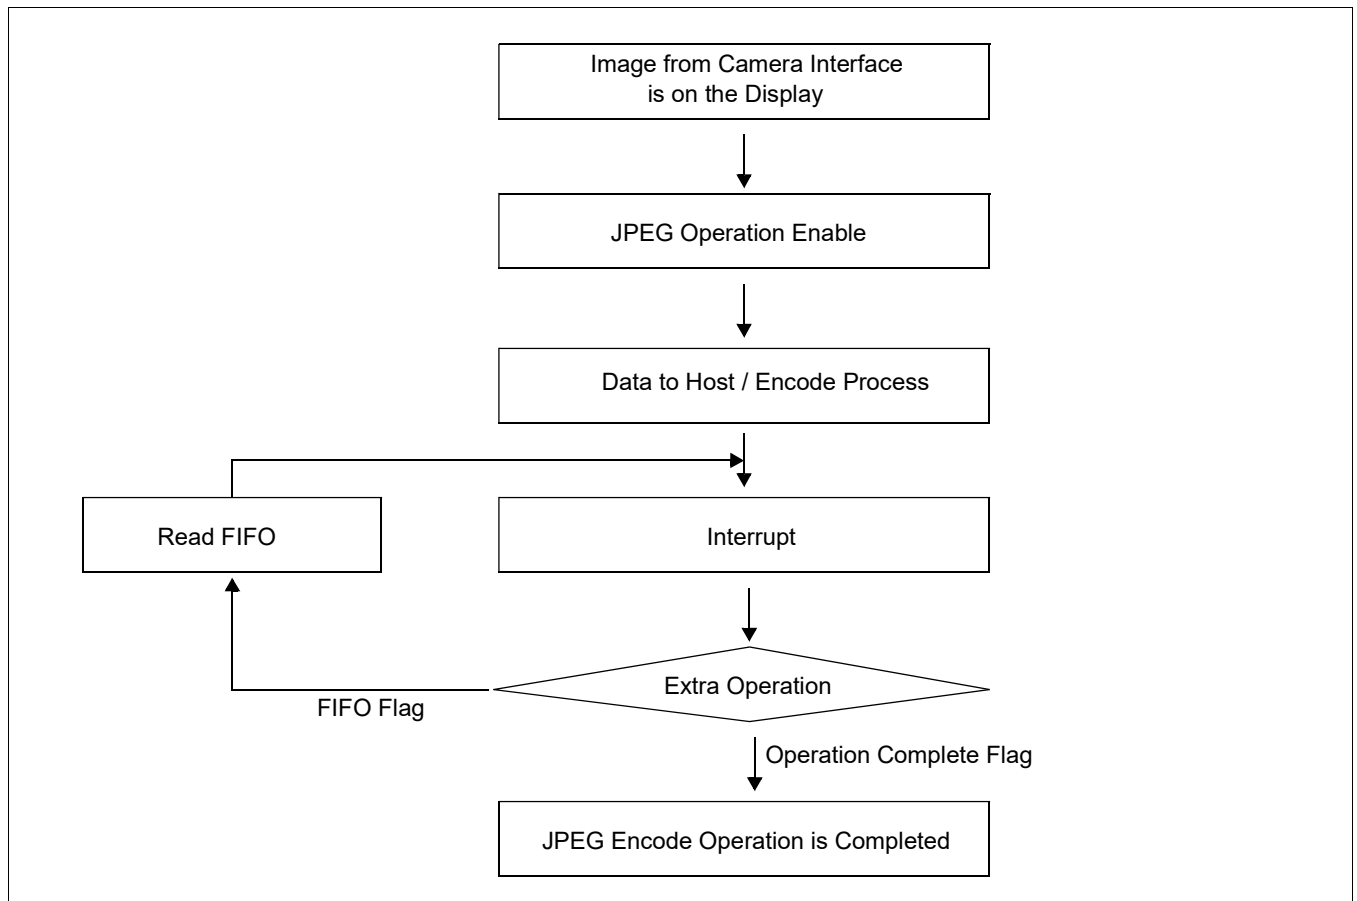 Image from Camera Interface
is on the Display
JPEG Operation Enable
Data to Host / Encode Process
Read FIFO
Interrupt
Extra Operation
FIFO Flag
Operation Complete Flag
JPEG Encode Operation is Completed